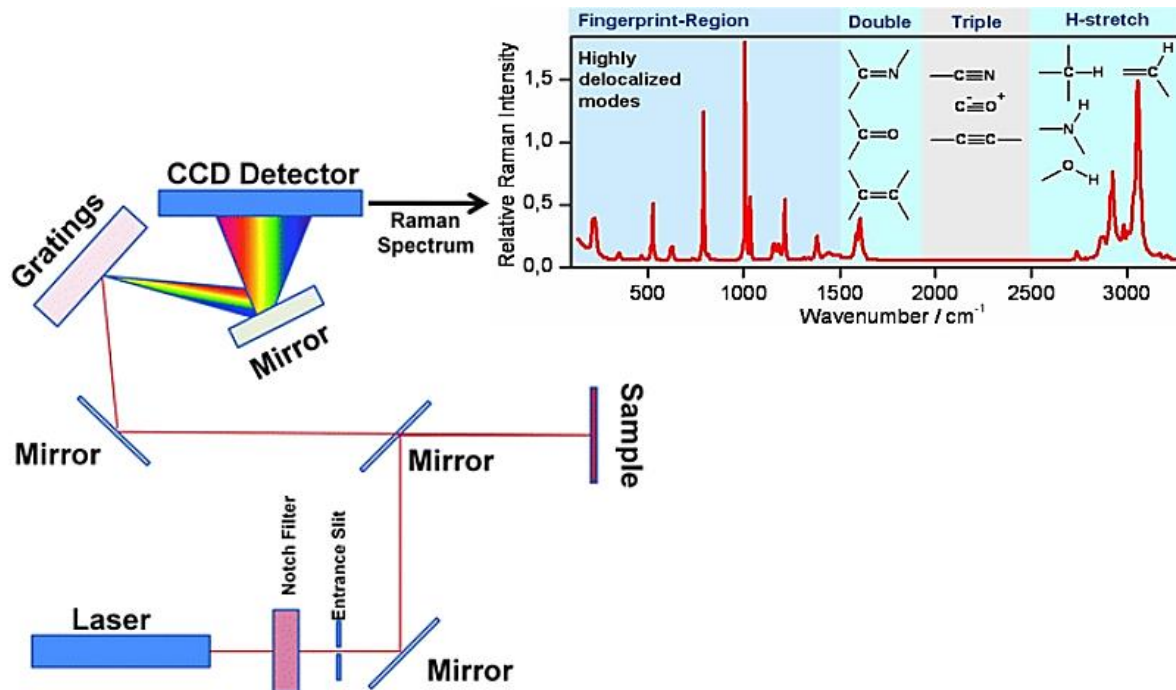 Fingerprint-Region
Double
Triple
H-stretch
Highly
delocalized
modes
Relative Raman Intensity
1,5
1,0
0,5
0,0
500
1000
1500
2000
2500
3000
Wavenumber / cm⁻¹
C=N
C=O
C=C
—C≡N
C⁻≡O⁺
—C≡C—
—C—H
H
N
H
O
H
CCD Detector
Raman
Spectrum
Gratings
Mirror
Mirror
Mirror
Sample
Notch Filter
Entrance Slit
Laser
Mirror